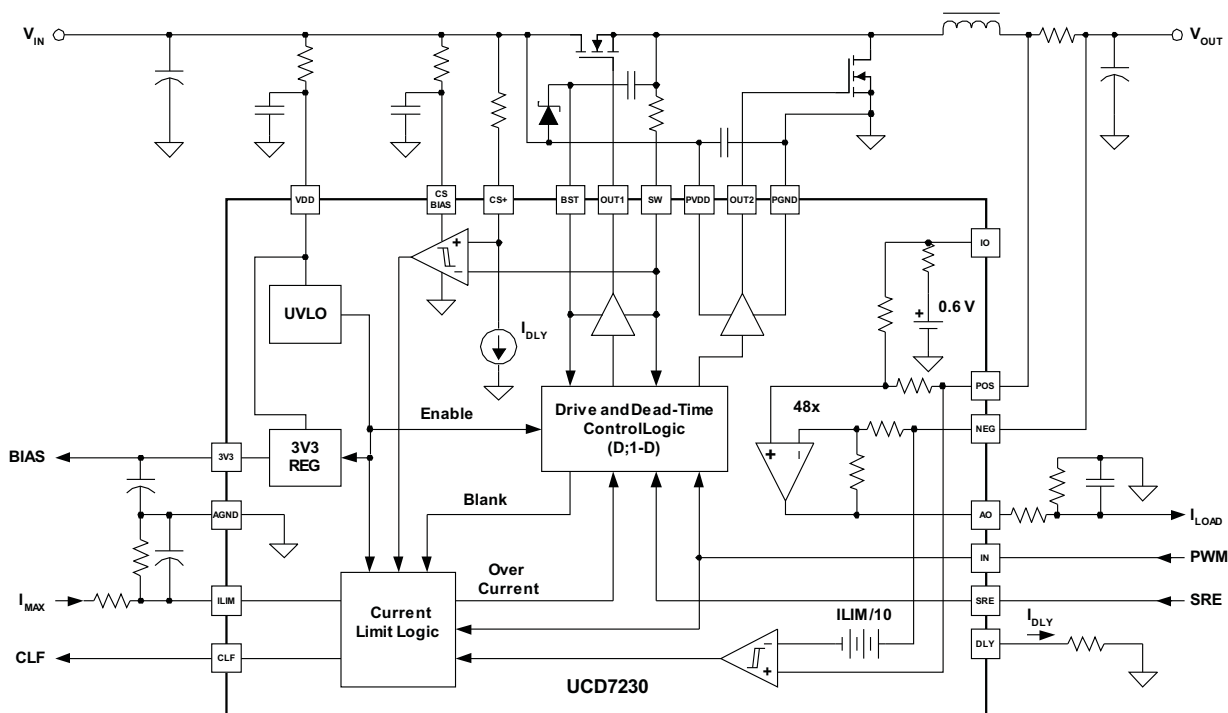 VIN
VOUT
VDD
CS
BIAS
CS+
BST
OUT1
SW
PVDD
OUT2
PGND
IO
UVLO
IDLY
0.6 V
POS
Enable
Drive and Dead-Time
ControlLogic
(D;1-D)
48x
NEG
BIAS
3V3
3V3
REG
Blank
AGND
AO
ILOAD
IN
PWM
Over
Current
IMAX
ILIM
Current
Limit Logic
ILIM/10
SRE
SRE
IDLY
DLY
CLF
CLF
UCD7230